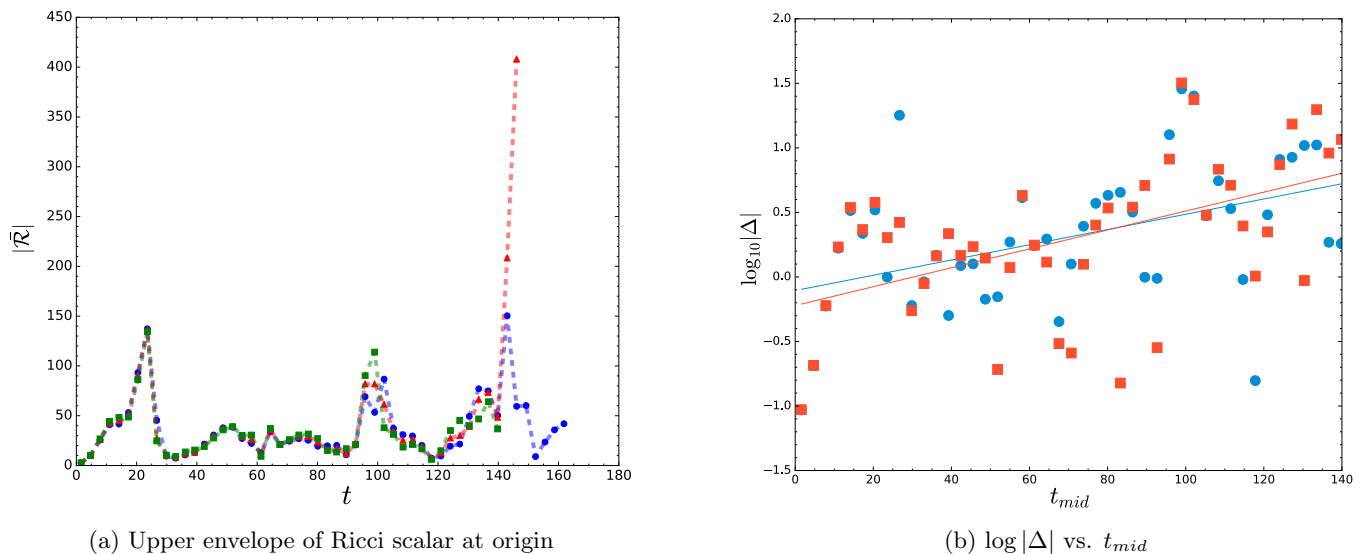 450
400
350
300
250
200
150
100
50
0
|R̄|
0 20 40 60 80 100 120 140 160 180
t
(a) Upper envelope of Ricci scalar at origin
2.0
1.5
1.0
0.5
0.0
−0.5
−1.0
−1.5
log₁₀|Δ|
0 20 40 60 80 100 120 140
t_mid
(b) log |Δ| vs. t_mid